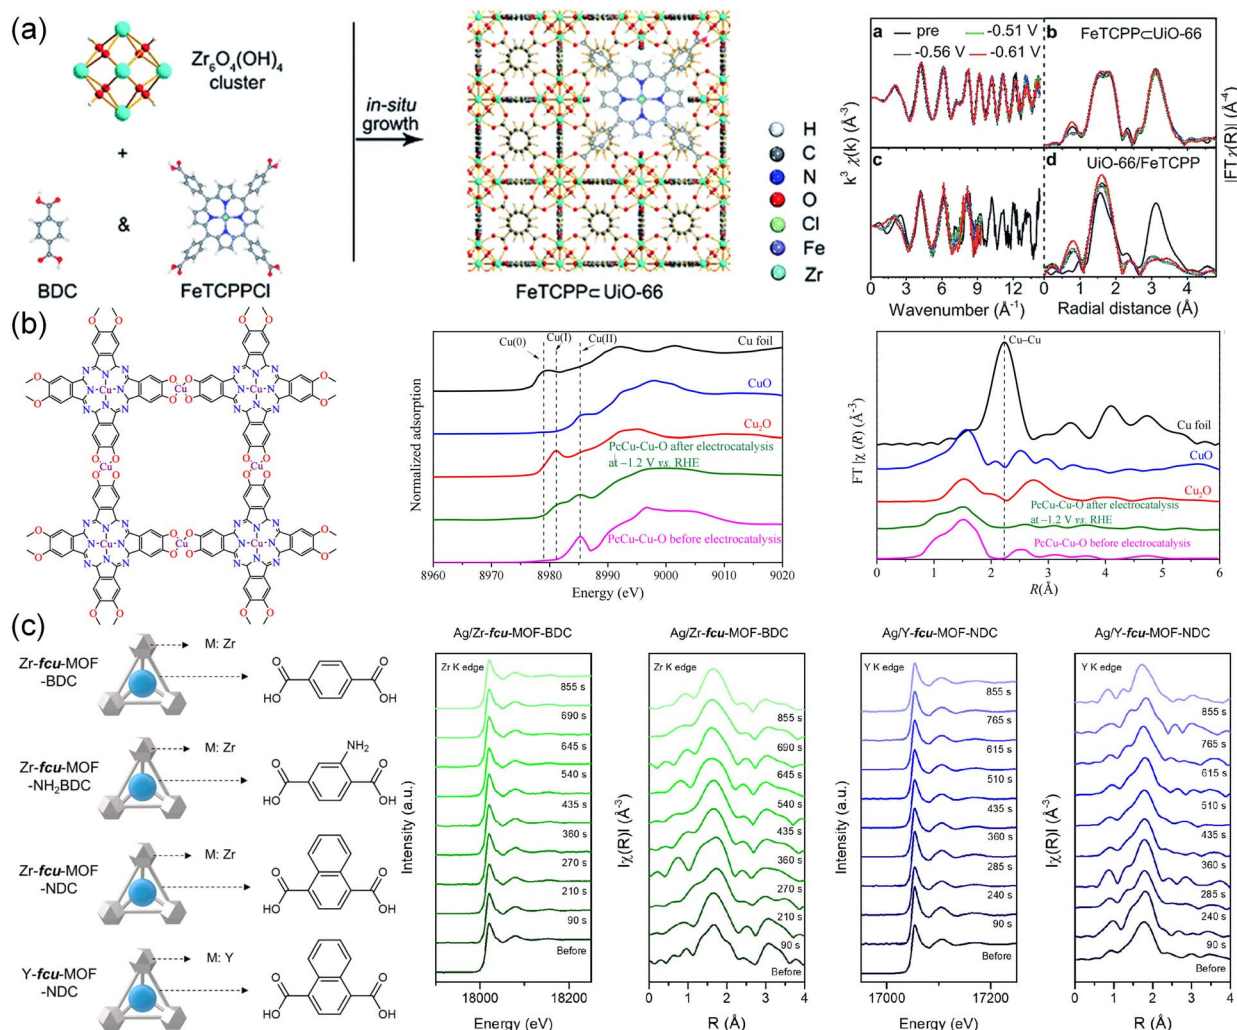 (a)
Zr6O4(OH)4
cluster
+
&
BDC
FeTCPPCl
in-situ
growth
FeTCPP⊂UiO-66
H
C
N
O
Cl
Fe
Zr
a
pre
-0.51 V
-0.56 V
-0.61 V
b
FeTCPP⊂UiO-66
c
d
UiO-66/FeTCPP
k³ χ(k) (Å⁻³)
|FT χ(R)| (Å⁻⁴)
0 3 6 9 12
0 1 2 3 4
Wavenumber (Å⁻¹)
Radial distance (Å)
(b)
Cu(0)
Cu(I)
Cu(II)
Cu foil
CuO
Cu2O
PcCu-Cu-O after electrocatalysis
at –1.2 V vs. RHE
PcCu-Cu-O before electrocatalysis
Normalized adsorption
8960 8970 8980 8990 9000 9010 9020
Energy (eV)
Cu–Cu
Cu foil
CuO
Cu2O
PcCu-Cu-O after electrocatalysis
at –1.2 V vs. RHE
PcCu-Cu-O before electrocatalysis
FT |χ (R) (Å⁻³)
0 1 2 3 4 5 6
R(Å)
(c)
Zr-fcu-MOF
-BDC
M: Zr
Zr-fcu-MOF
-NH2BDC
M: Zr
NH2
Zr-fcu-MOF
-NDC
M: Zr
Y-fcu-MOF
-NDC
M: Y
Ag/Zr-fcu-MOF-BDC
Zr K edge
855 s
690 s
645 s
540 s
435 s
360 s
270 s
210 s
90 s
Before
Intensity (a.u.)
18000 18200
Energy (eV)
Ag/Zr-fcu-MOF-BDC
Zr K edge
855 s
690 s
645 s
540 s
435 s
360 s
270 s
210 s
90 s
Before
|χ(R)| (Å⁻³)
0 1 2 3 4
R (Å)
Ag/Y-fcu-MOF-NDC
Y K edge
855 s
765 s
615 s
510 s
435 s
360 s
285 s
240 s
90 s
Before
Intensity (a.u.)
17000 17200
Energy (eV)
Ag/Y-fcu-MOF-NDC
Y K edge
855 s
765 s
615 s
510 s
435 s
360 s
285 s
240 s
90 s
Before
|χ(R)| (Å⁻³)
0 1 2 3 4
R (Å)